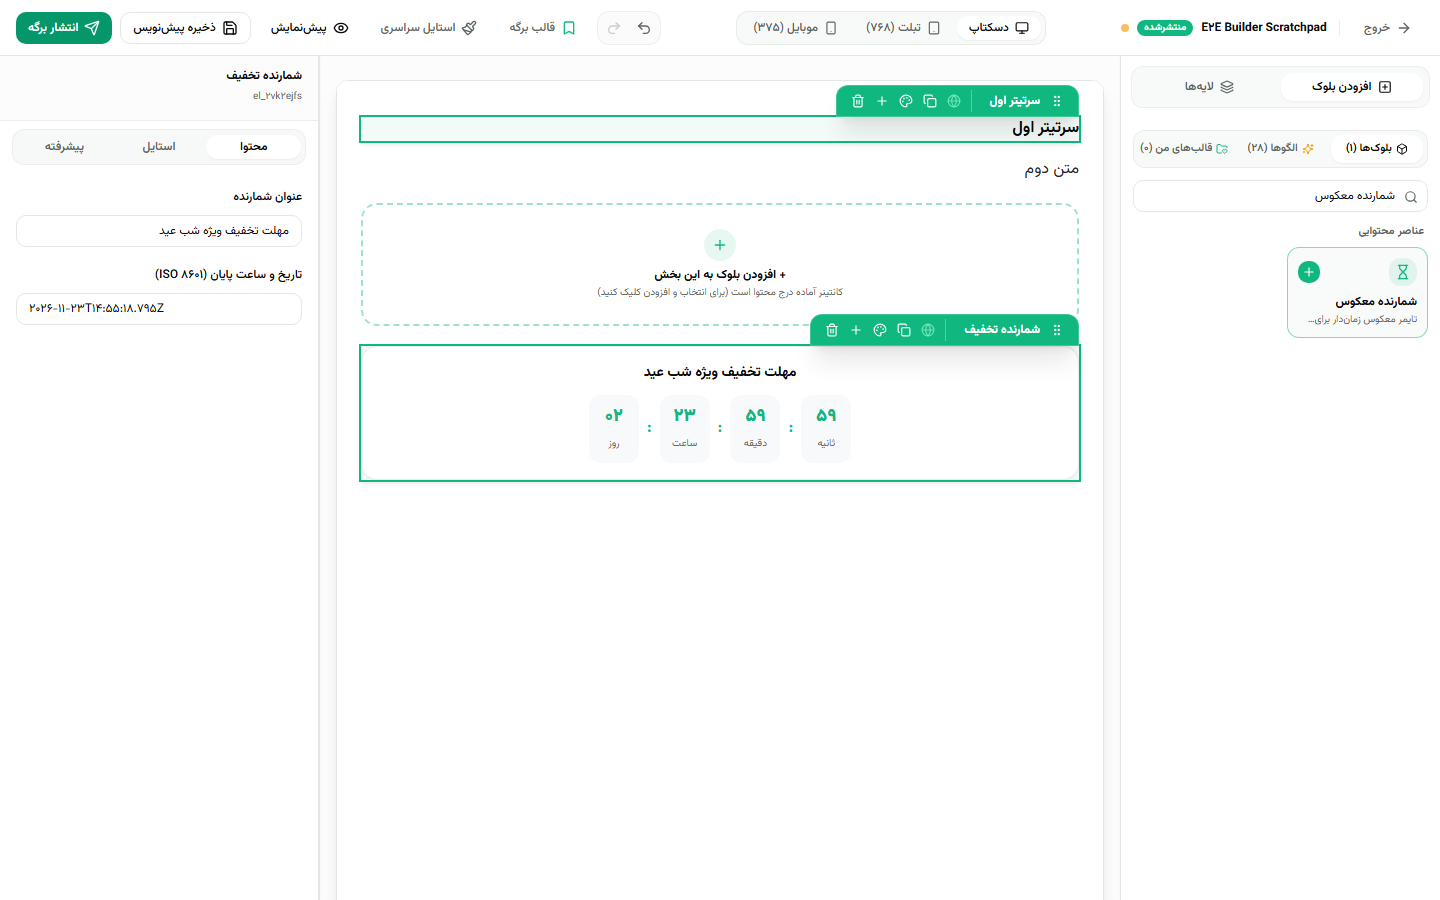 خروج
E۲E Builder Scratchpad
منتشرشده
دسکتاپ
تبلت (۷۶۸)
موبایل (۳۷۵)
قالب برگه
استایل سراسری
پیش‌نمایش
ذخیره پیش‌نویس
انتشار برگه
افزودن بلوک
لایه‌ها
بلوک‌ها (۱)
الگوها (۲۸)
قالب‌های من (۰)
شمارنده معکوس
عناصر محتوایی
شمارنده معکوس
تایمر معکوس زمان‌دار برای...
سرتیتر اول
سرتیتر اول
متن دوم
+ افزودن بلوک به این بخش
کانتینر آماده درج محتوا است (برای انتخاب و افزودن کلیک کنید)
شمارنده تخفیف
مهلت تخفیف ویژه شب عید
۵۹ : ۵۹ : ۲۳ : ۰۲
ثانیه دقیقه ساعت روز
شمارنده تخفیف
el_۲vk۲ejfs
محتوا
استایل
پیشرفته
عنوان شمارنده
مهلت تخفیف ویژه شب عید
تاریخ و ساعت پایان (ISO ۸۶۰۱)
۲۰۲۶-۱۱-۲۳T۱۴:۵۵:۱۸.۷۹۵Z